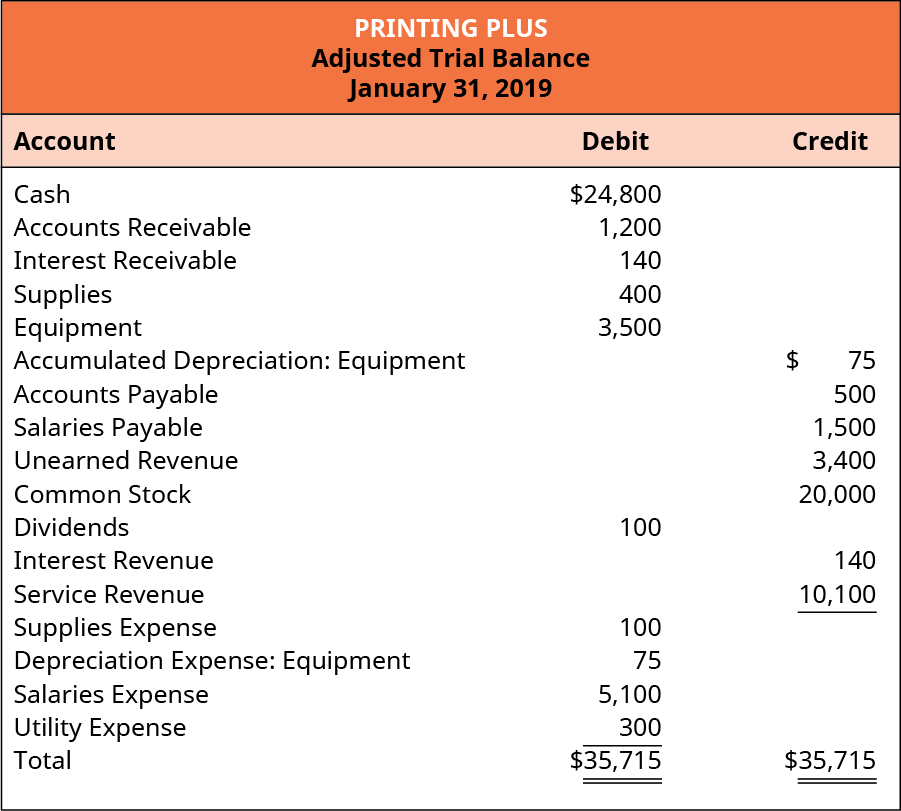 PRINTING PLUS
Adjusted Trial Balance
January 31, 2019
Account Debit Credit
Cash $24,800
Accounts Receivable 1,200
Interest Receivable 140
Supplies 400
Equipment 3,500
Accumulated Depreciation: Equipment $ 75
Accounts Payable 500
Salaries Payable 1,500
Unearned Revenue 3,400
Common Stock 20,000
Dividends 100
Interest Revenue 140
Service Revenue 10,100
Supplies Expense 100
Depreciation Expense: Equipment 75
Salaries Expense 5,100
Utility Expense 300
Total $35,715 $35,715